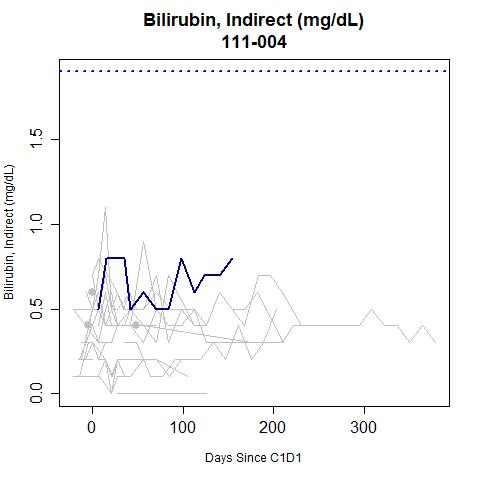 Bilirubin, Indirect (mg/dL)
111-004
Bilirubin, Indirect (mg/dL)
1.5
1.0
0.5
0.0
0 100 200 300
Days Since C1D1